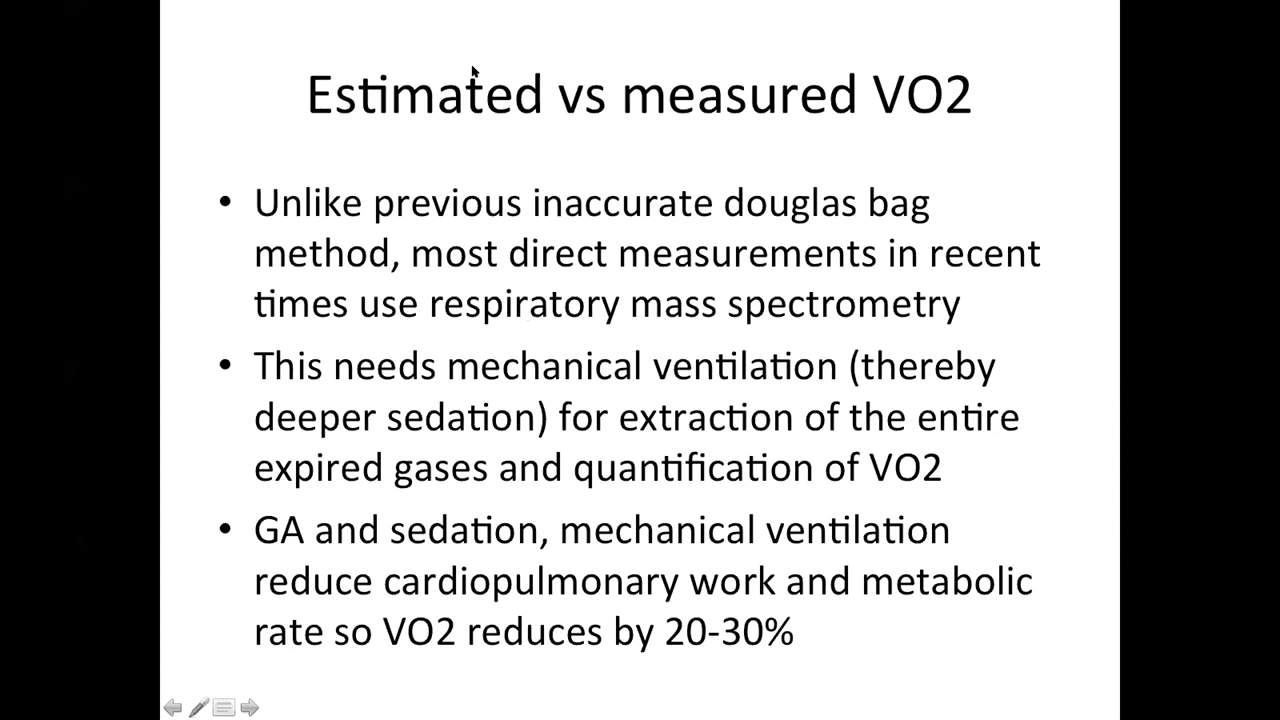 Estimated vs measured VO2
• Unlike previous inaccurate douglas bag
method, most direct measurements in recent
times use respiratory mass spectrometry
• This needs mechanical ventilation (thereby
deeper sedation) for extraction of the entire
expired gases and quantification of VO2
• GA and sedation, mechanical ventilation
reduce cardiopulmonary work and metabolic
rate so VO2 reduces by 20-30%